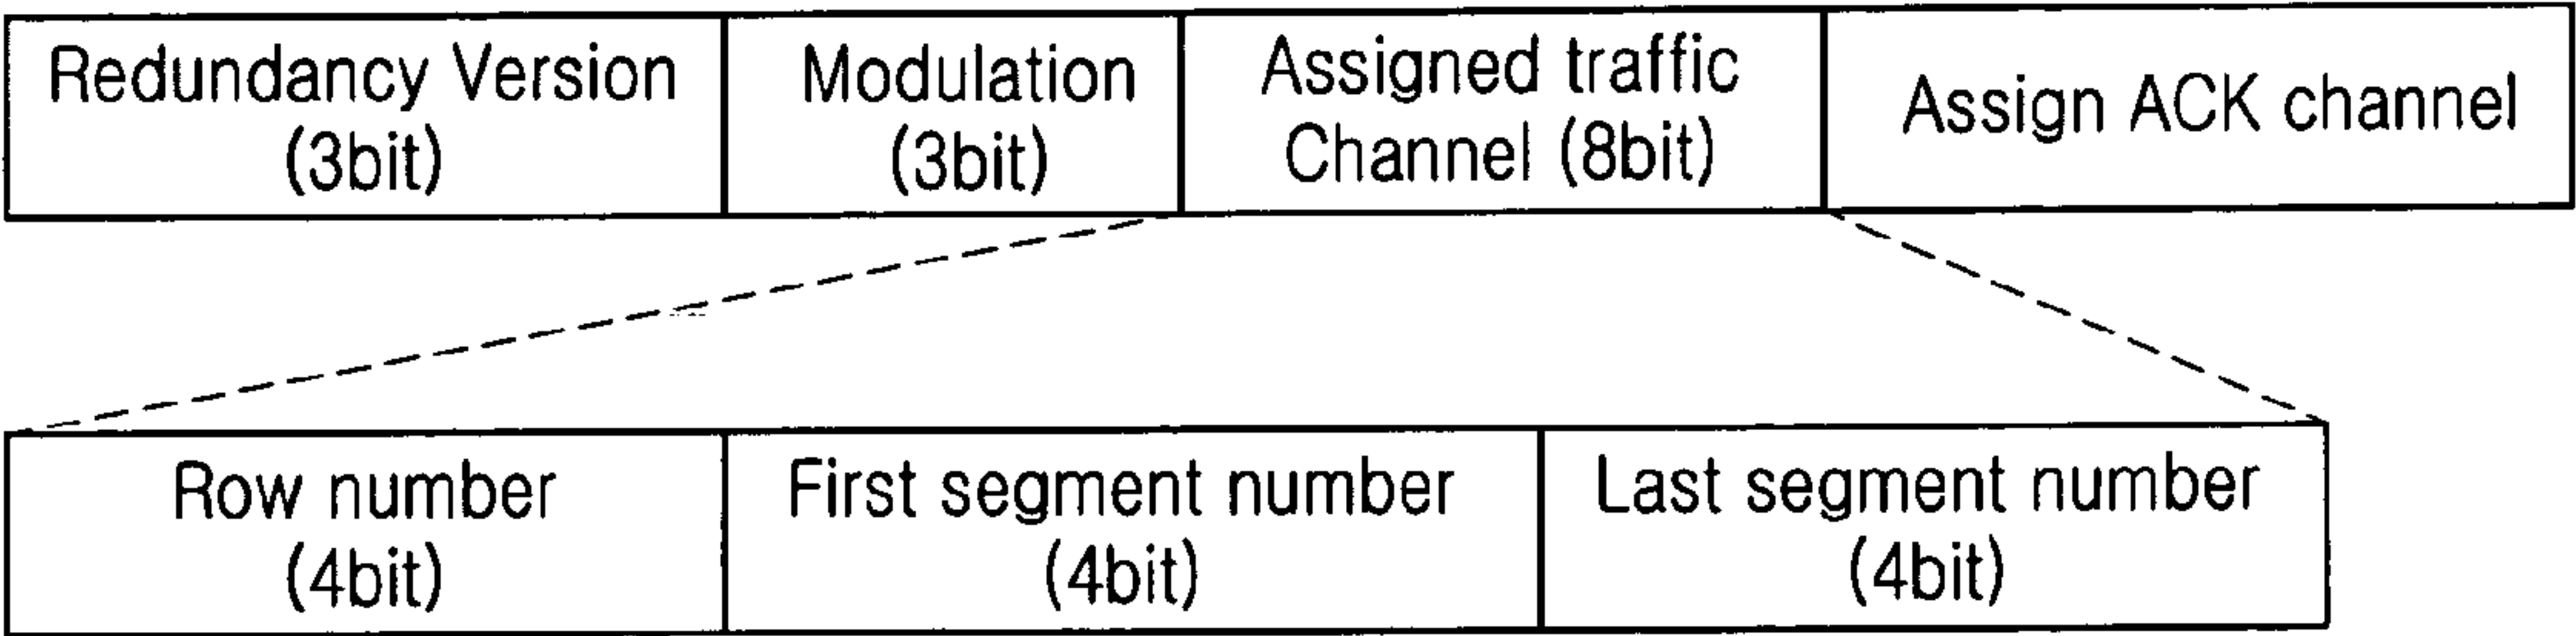 Redundancy Version
(3bit)
Modulation
(3bit)
Assigned traffic
Channel (8bit)
Assign ACK channel
Row number
(4bit)
First segment number
(4bit)
Last segment number
(4bit)